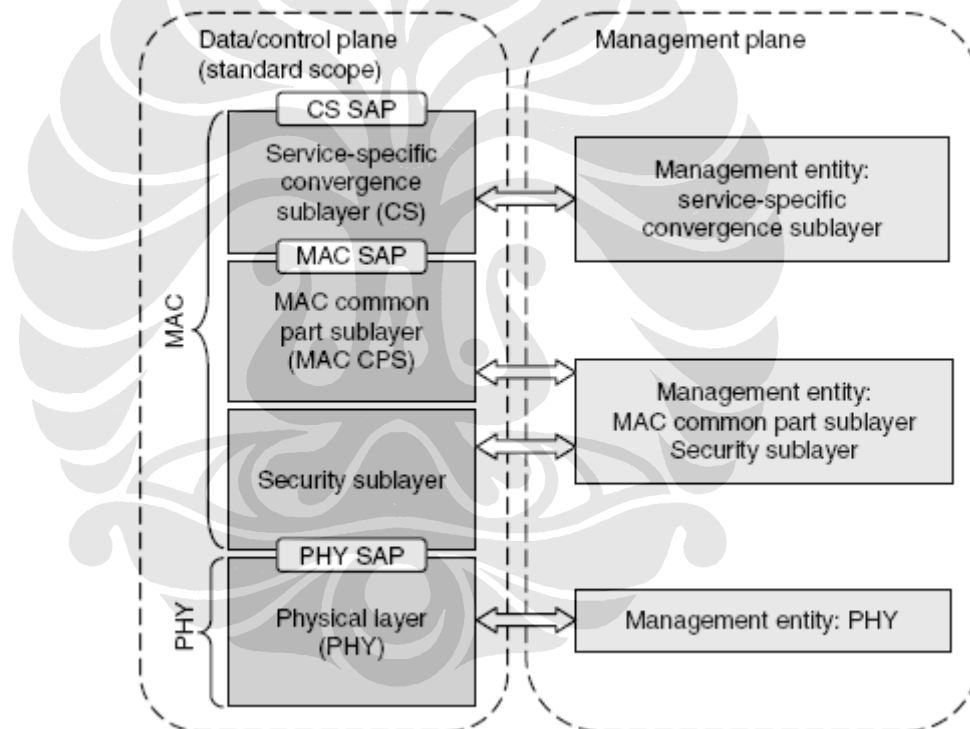 Data/control plane
(standard scope)
Management plane
CS SAP
Service-specific
convergence
sublayer (CS)
Management entity:
service-specific
convergence sublayer
MAC SAP
MAC common
part sublayer
(MAC CPS)
MAC
Management entity:
MAC common part sublayer
Security sublayer
Security sublayer
PHY SAP
Physical layer
(PHY)
PHY
Management entity: PHY